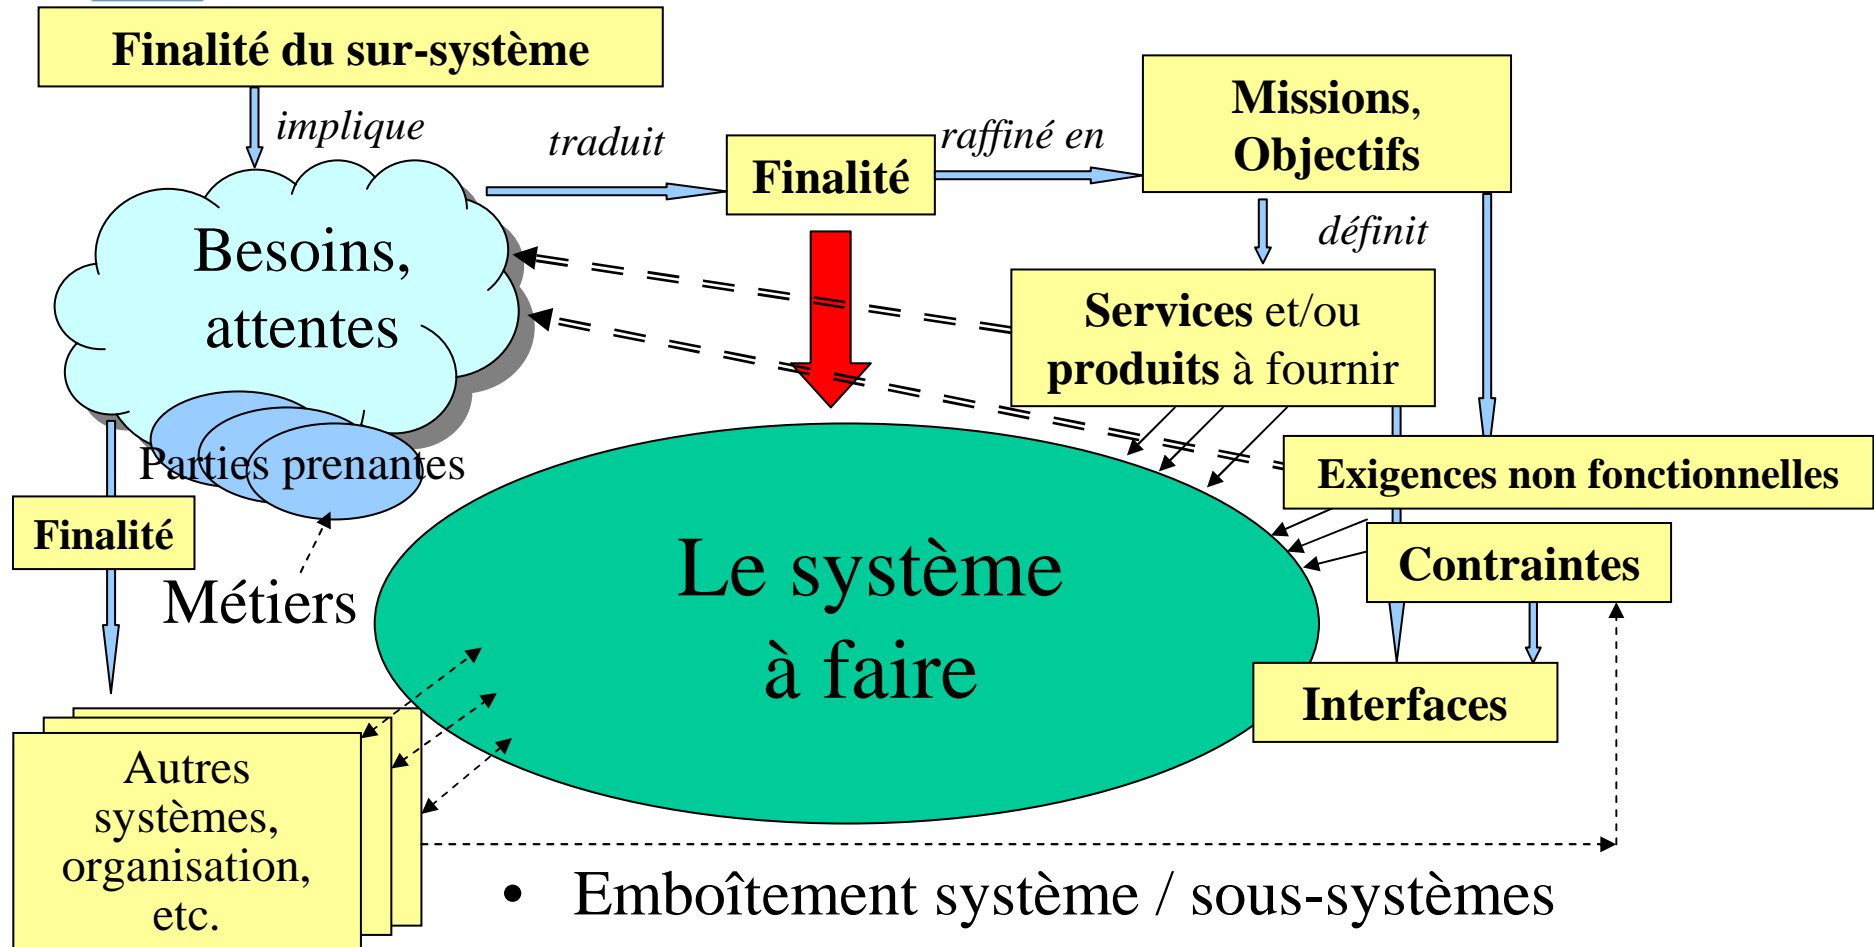 Finalité du sur-système
implique
traduit
Finalité
raffiné en
Missions,
Objectifs
définit
Besoins,
attentes
Services et/ou
produits à fournir
Parties prenantes
Exigences non fonctionnelles
Finalité
Métiers
Le système
à faire
Contraintes
Interfaces
Autres
systèmes,
organisation,
etc.
• Emboîtement système / sous-systèmes